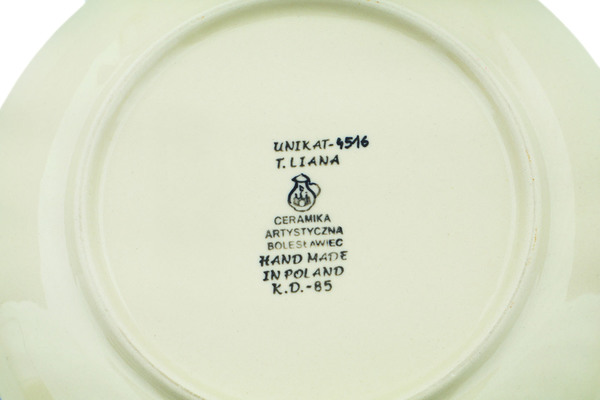 UNIKAT-4516
T. LIANA
CERAMIKA
ARTYSTYCZNA
BOLESŁAWIEC
HAND MADE
IN POLAND
K.D.-85